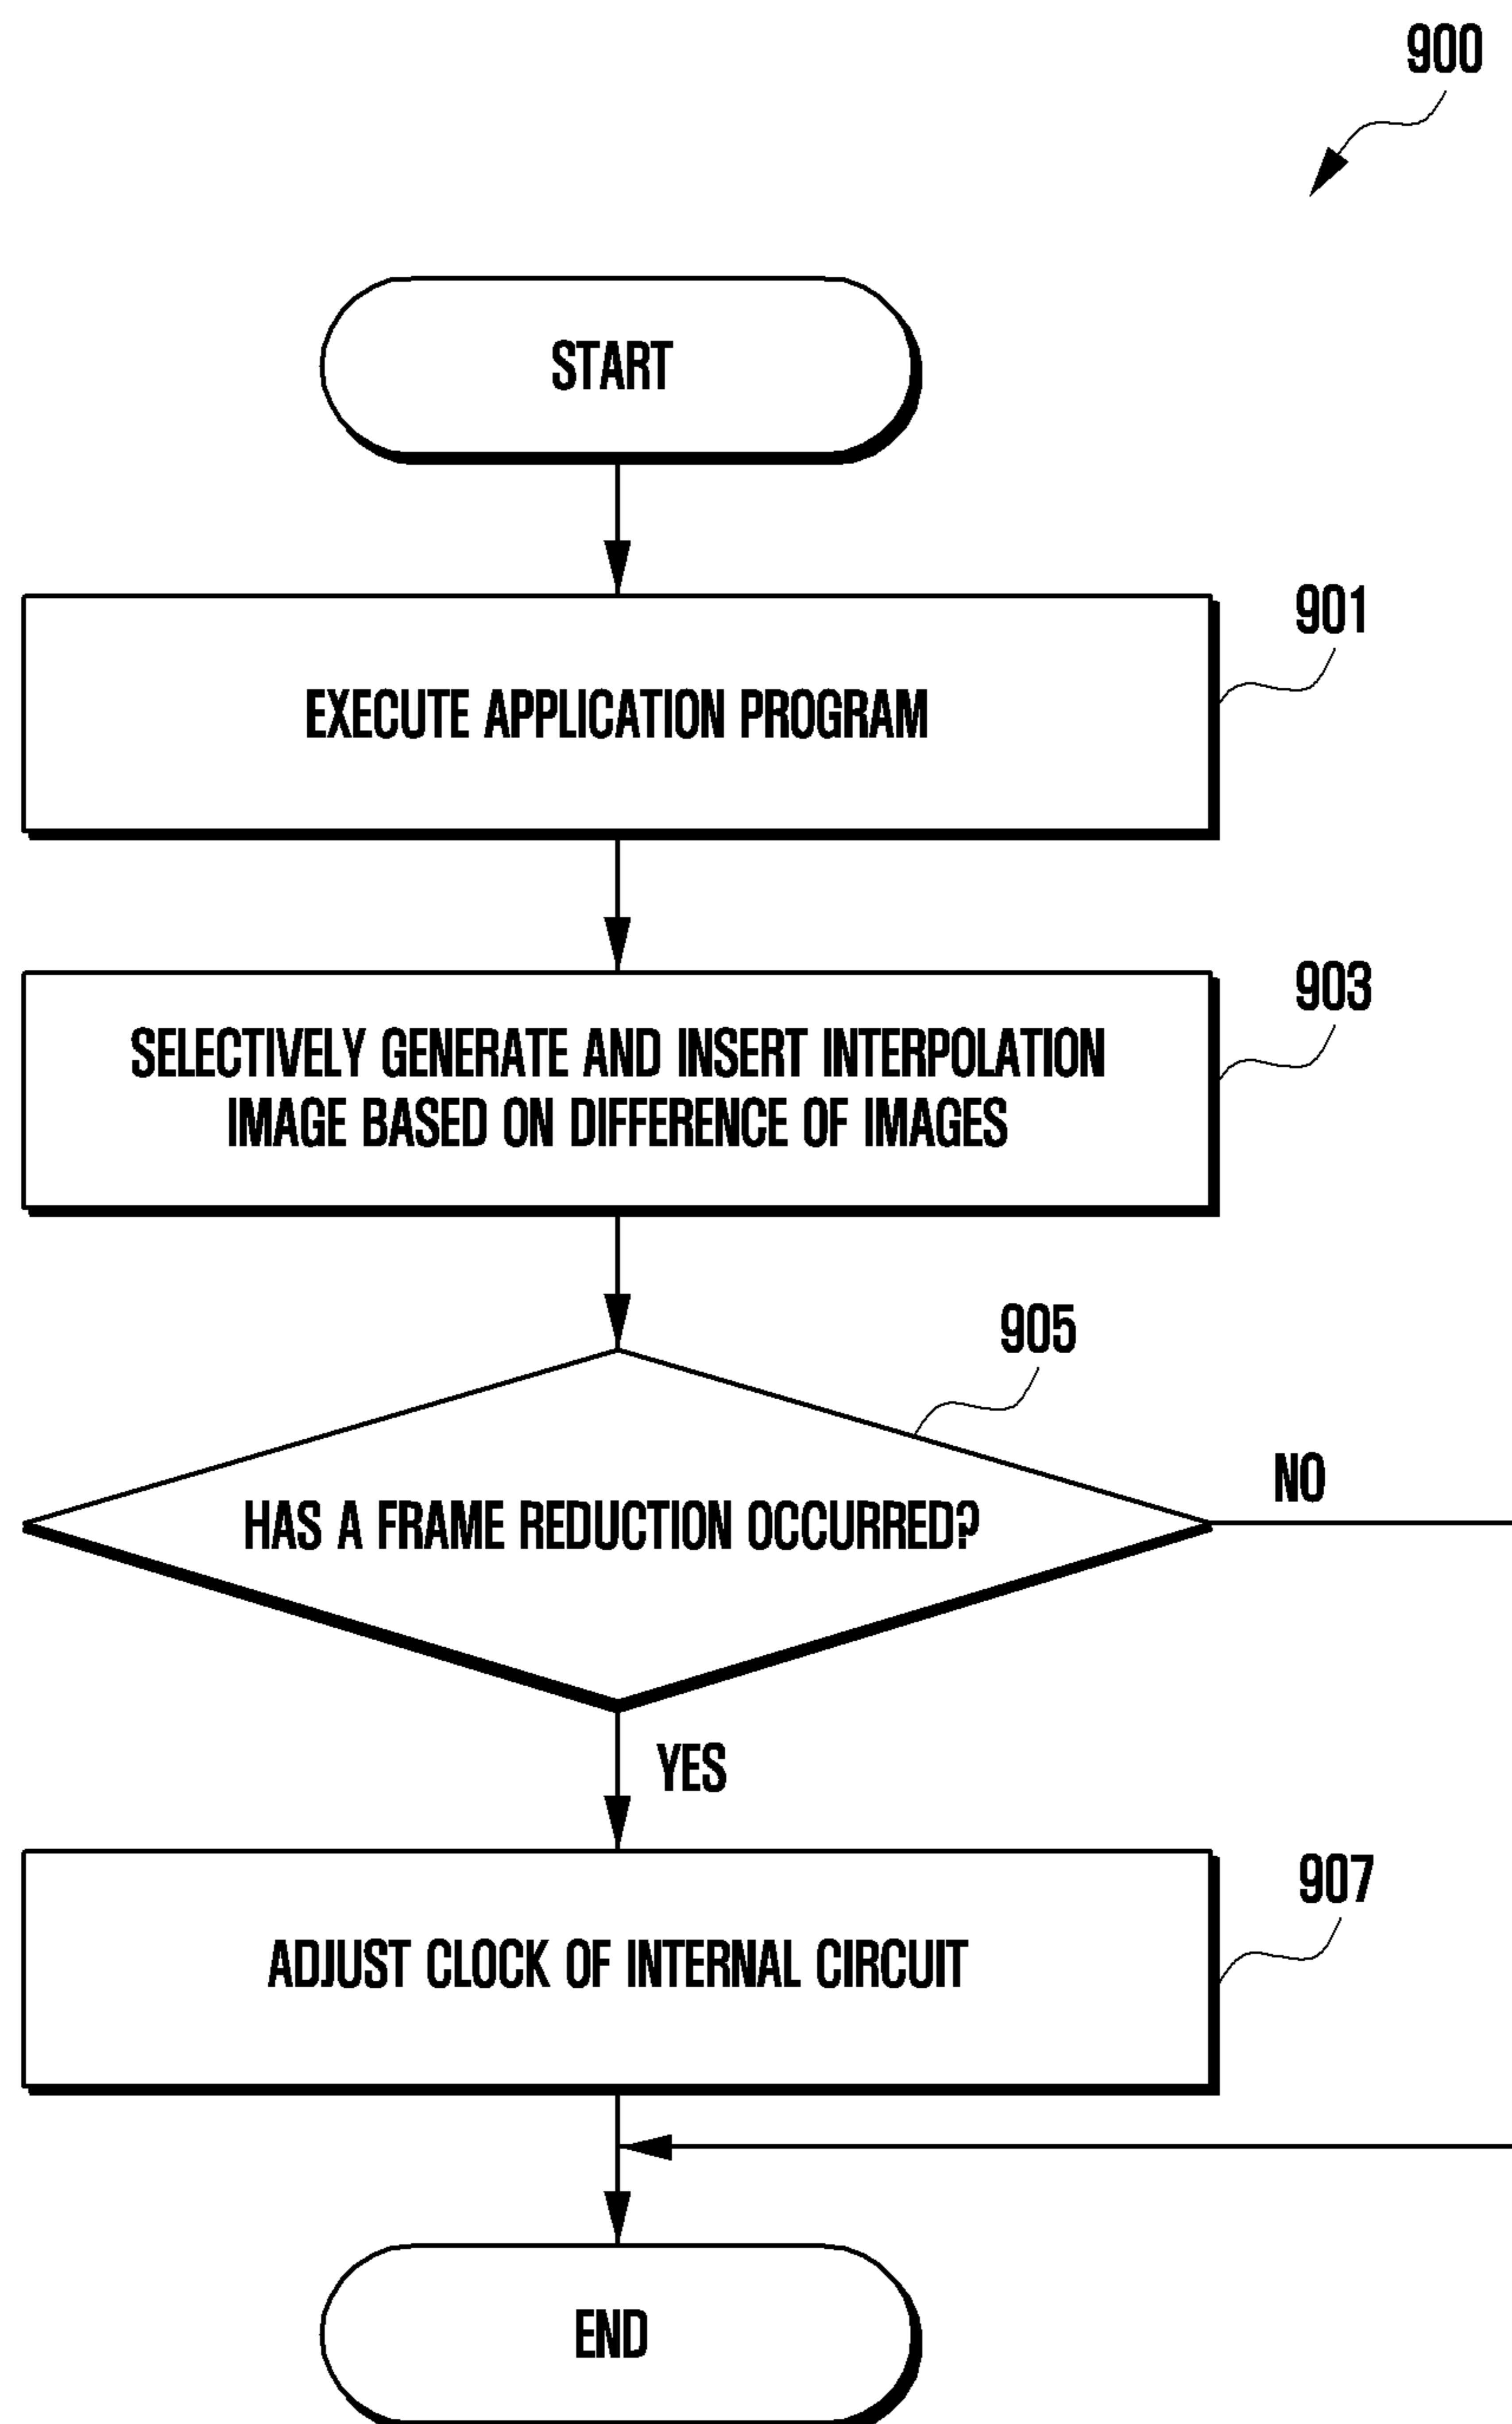 900
START
901
EXECUTE APPLICATION PROGRAM
903
SELECTIVELY GENERATE AND INSERT INTERPOLATION
IMAGE BASED ON DIFFERENCE OF IMAGES
905
NO
HAS A FRAME REDUCTION OCCURRED?
YES
907
ADJUST CLOCK OF INTERNAL CIRCUIT
END